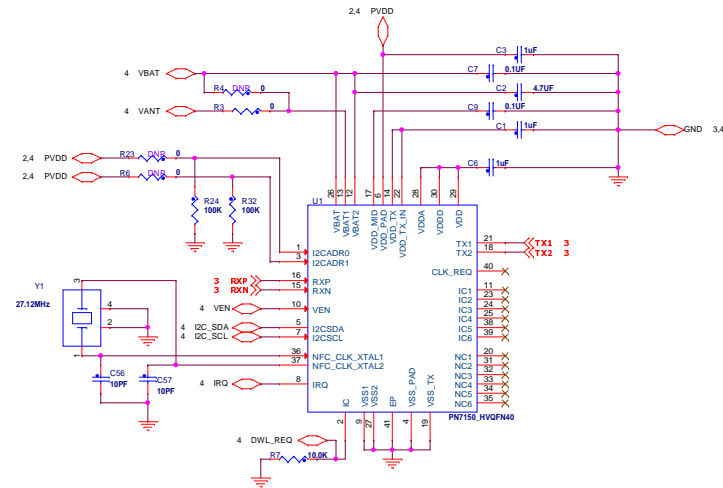 2,4 PVDD
C3 1uF
4 VBAT
C7 0.1UF
R4 DNP 0
C2 4.7UF
4 VANT
R3 0
C9 0.1UF
C1 1uF
GND 3,4
2,4 PVDD
R23 DNP 0
C6 1uF
2,4 PVDD
R6 DNP 0
R24 100K
R32 100K
U1
26 13 12 17 6 14 22 28 30 29
VBAT VBAT1 VBAT2 VDD_MID VDD_PAD VDD_TX VDD_TX_IN VDDA VDDD VDD
1 I2CADR0
3 I2CADR1
TX1 21 TX1 3
TX2 18 TX2 3
CLK_REQ 40
3 RXP 16 RXP
3 RXN 15 RXN
4 VEN 10 VEN
4 I2C_SDA 5 I2CSDA
4 I2C_SCL 7 I2CSCL
IC1 11
IC2 23
IC3 24
IC4 25
IC5 38
IC6 39
Y1
27.12MHz
3
4
2
1
36 NFC_CLK_XTAL1
37 NFC_CLK_XTAL2
4 IRQ 8 IRQ
NC1 20
NC2 31
NC3 32
NC4 33
NC5 34
NC6 35
C56
10PF
C57
10PF
IC VSS1 VSS2 EP VSS_PAD VSS_TX
PN7150_HVQFN40
2 9 27 41 4 19
4 DWL_REQ
R7 10.0K